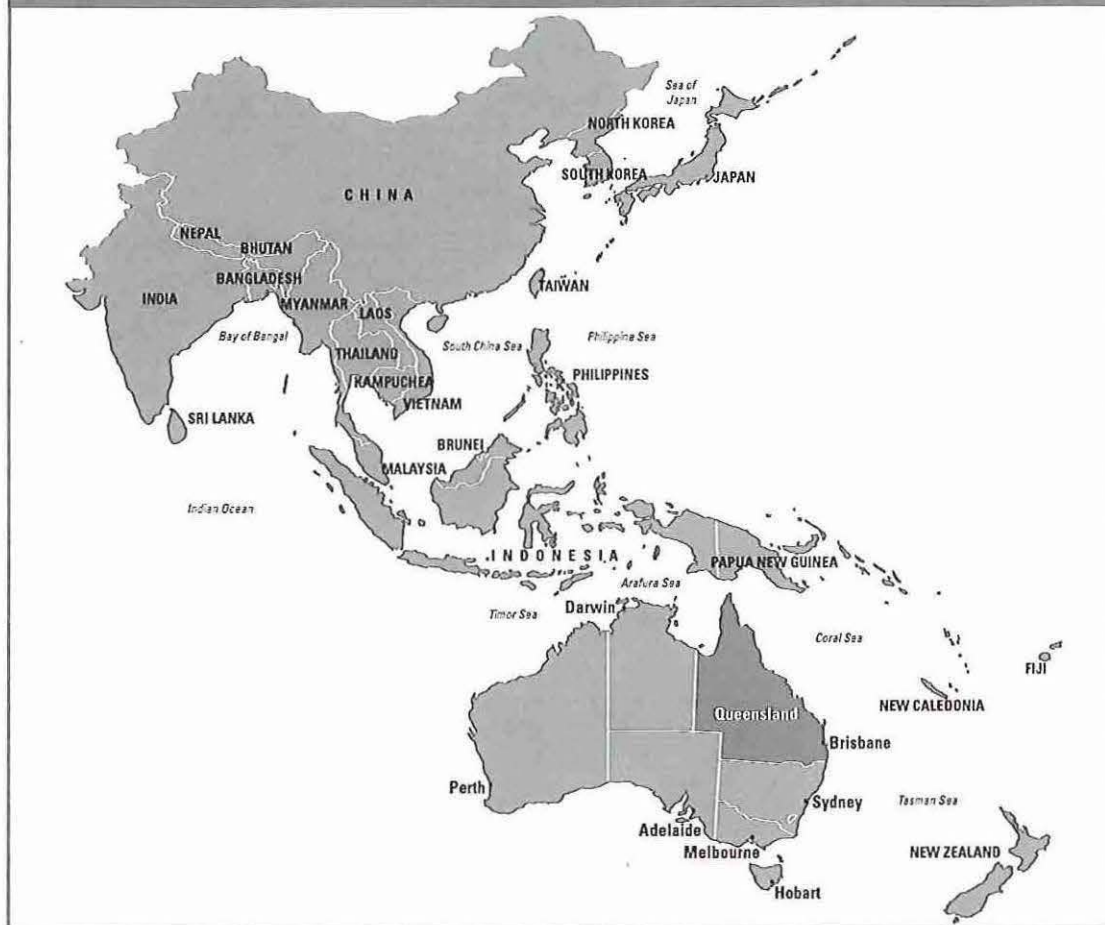 Sea of
Japan
NORTH KOREA
SOUTH KOREA
JAPAN
CHINA
NEPAL
BHUTAN
BANGLADESH
INDIA
MYANMAR
LAOS
TAIWAN
Bay of Bangal
THAILAND
South China Sea
Philippine Sea
KAMPUCHEA
PHILIPPINES
VIETNAM
SRI LANKA
BRUNEI
MALAYSIA
Indian Ocean
INDONESIA
PAPUA NEW GUINEA
Arafura Sea
Timor Sea
Darwin
Coral Sea
FIJI
NEW CALEDONIA
Queensland
Brisbane
Perth
Sydney
Tasman Sea
Adelaide
Melbourne
NEW ZEALAND
Hobart